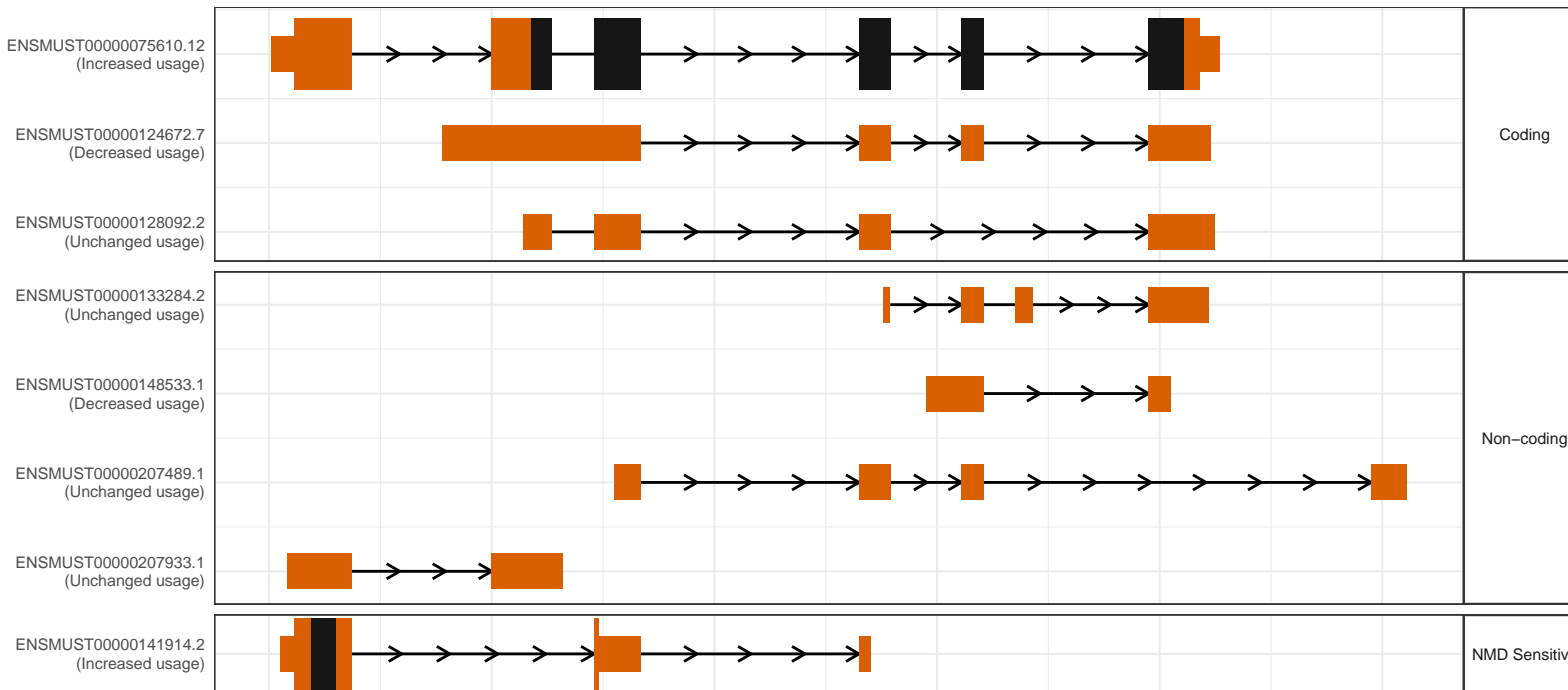 ENSMUST00000075610.12
(Increased usage)
ENSMUST00000124672.7
(Decreased usage)
Coding
ENSMUST00000128092.2
(Unchanged usage)
ENSMUST00000133284.2
(Unchanged usage)
ENSMUST00000148533.1
(Decreased usage)
Non−coding
ENSMUST00000207489.1
(Unchanged usage)
ENSMUST00000207933.1
(Unchanged usage)
ENSMUST00000141914.2
(Increased usage)
NMD Sensitiv